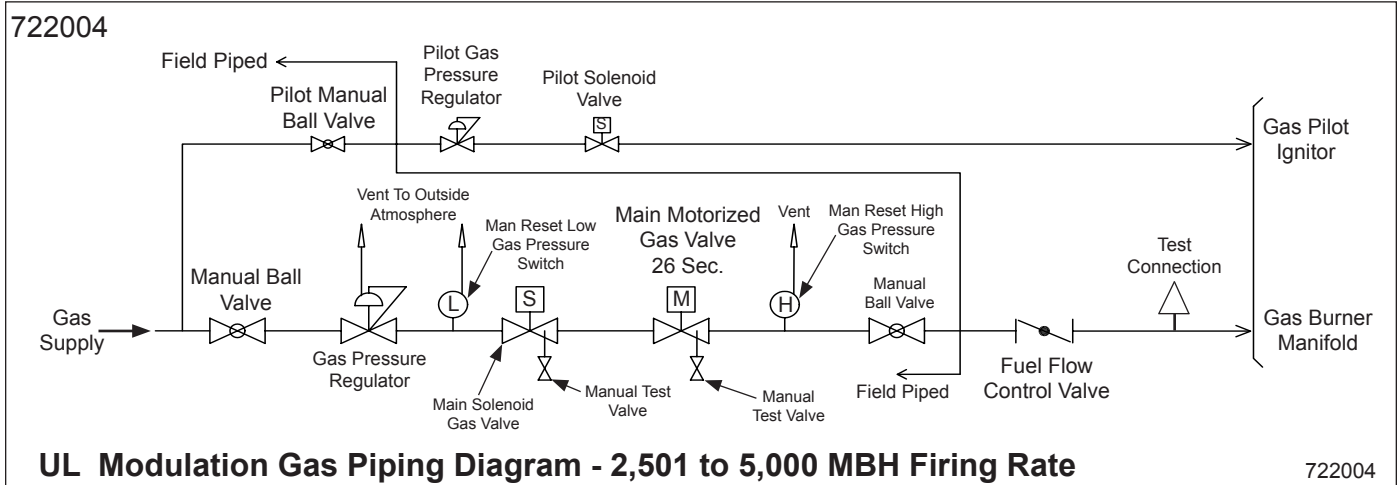 722004
Field Piped
Pilot Gas
Pressure
Regulator
Pilot Solenoid
Valve
Pilot Manual
Ball Valve
S
Gas Pilot
Ignitor
Vent To Outside
Atmosphere
Man Reset Low
Gas Pressure
Switch
Main Motorized
Gas Valve
26 Sec.
Vent
Man Reset High
Gas Pressure
Switch
Test
Connection
Manual Ball
Valve
Manual
Ball Valve
L
S
M
H
Gas
Supply
Gas Burner
Manifold
Gas Pressure
Regulator
Fuel Flow
Control Valve
Main Solenoid
Gas Valve
Manual Test
Valve
Manual
Test Valve
Field Piped
UL Modulation Gas Piping Diagram - 2,501 to 5,000 MBH Firing Rate
722004